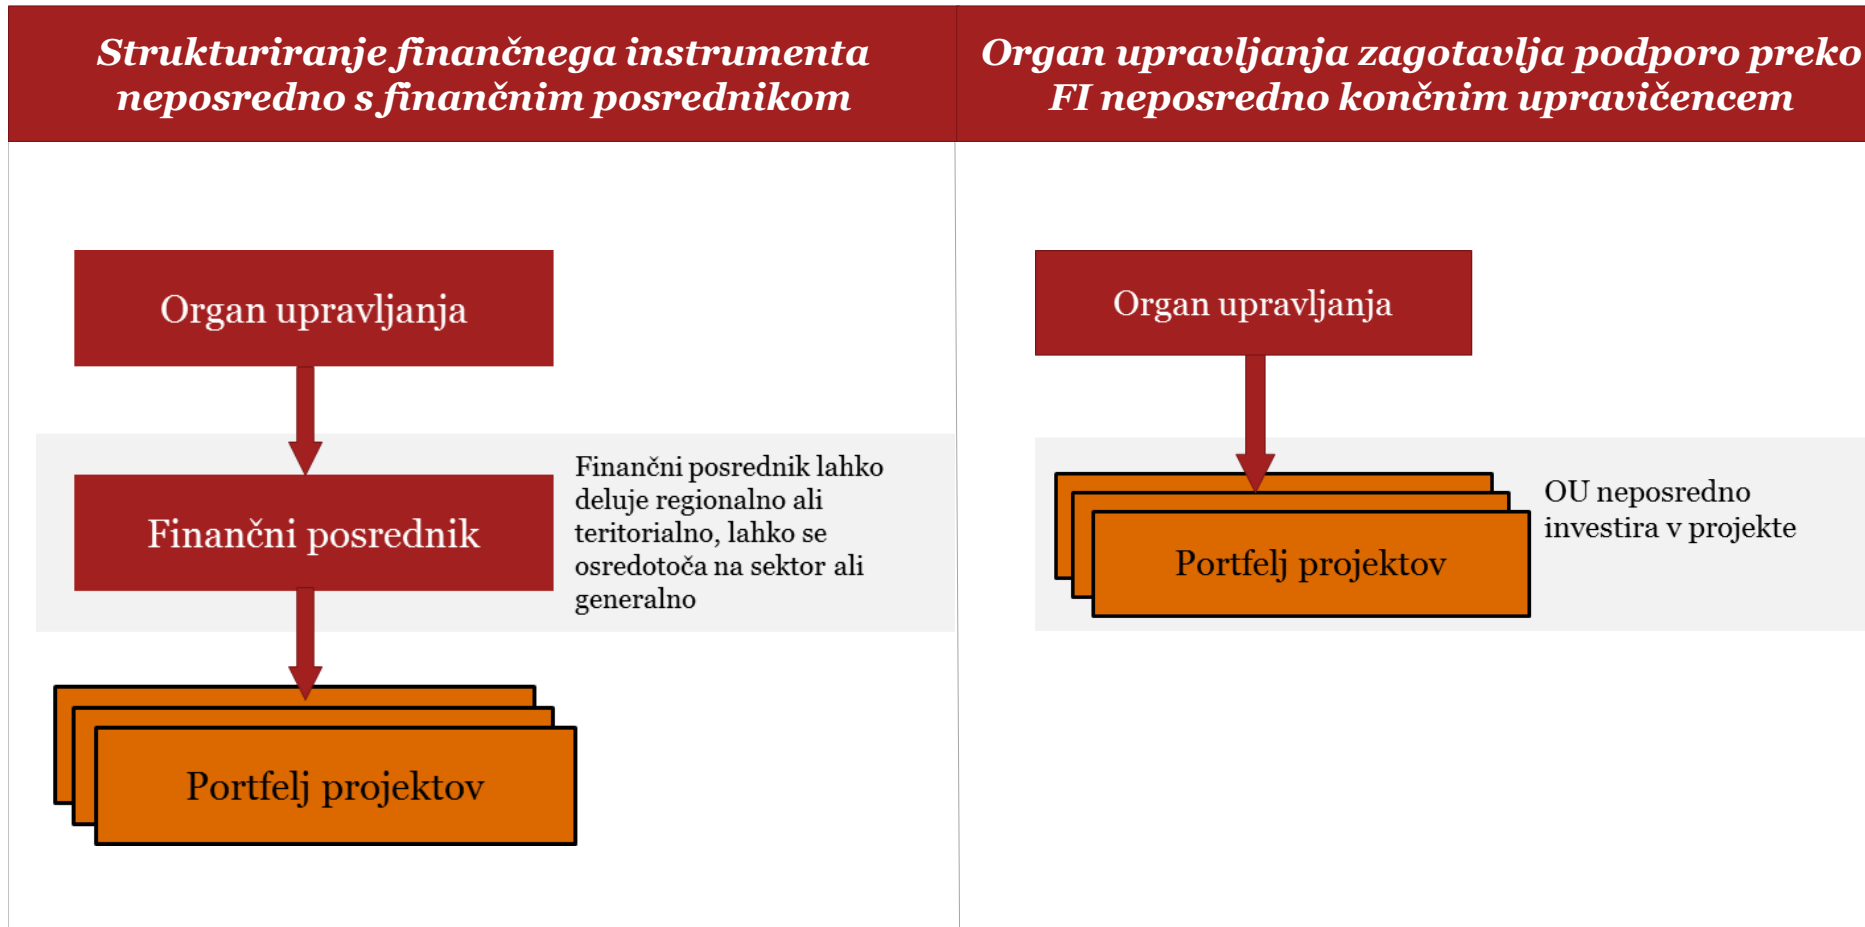 Strukturiranje finančnega instrumenta
neposredno s finančnim posrednikom
Organ upravljanja
Finančni posrednik
Finančni posrednik lahko
deluje regionalno ali
teritorialno, lahko se
osredotoča na sektor ali
generalno
Portfelj projektov
Organ upravljanja zagotavlja podporo preko
FI neposredno končnim upravičencem
Organ upravljanja
Portfelj projektov
OU neposredno
investira v projekte